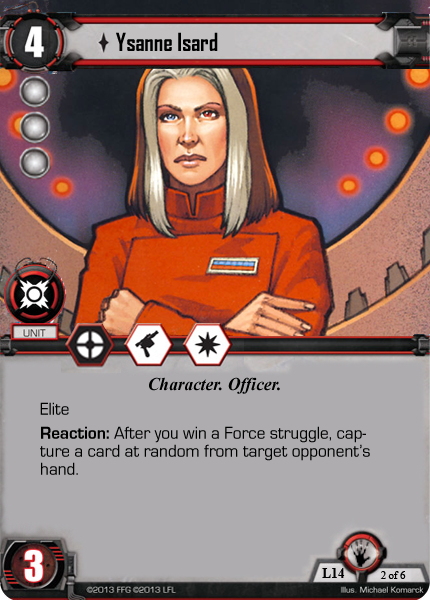 4
Ysanne Isard
UNIT
Character. Officer.
Elite
Reaction: After you win a Force struggle, cap-
ture a card at random from target opponent's
hand.
3
L14
2 of 6
©2013 FFG ©2013 LFL
Illus. Michael Komarck